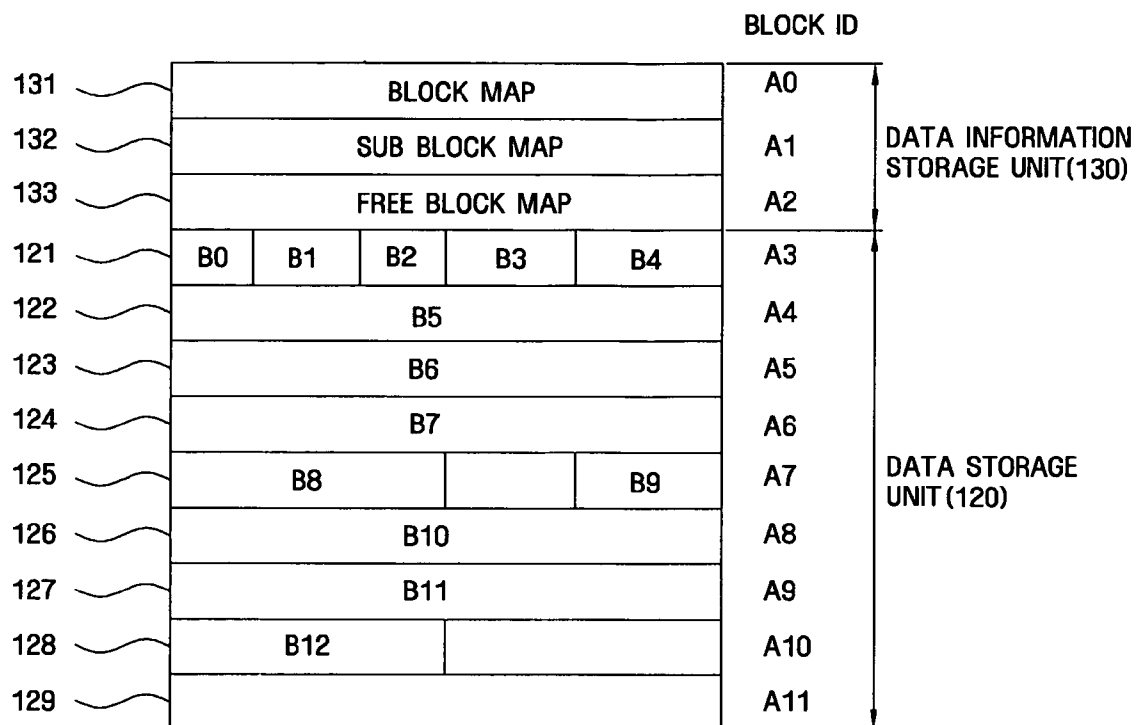 BLOCK ID
131 BLOCK MAP A0
132 SUB BLOCK MAP A1
DATA INFORMATION
STORAGE UNIT(130)
133 FREE BLOCK MAP A2
121 B0 B1 B2 B3 B4 A3
122 B5 A4
123 B6 A5
124 B7 A6
125 B8 B9 A7
DATA STORAGE
UNIT(120)
126 B10 A8
127 B11 A9
128 B12 A10
129 A11